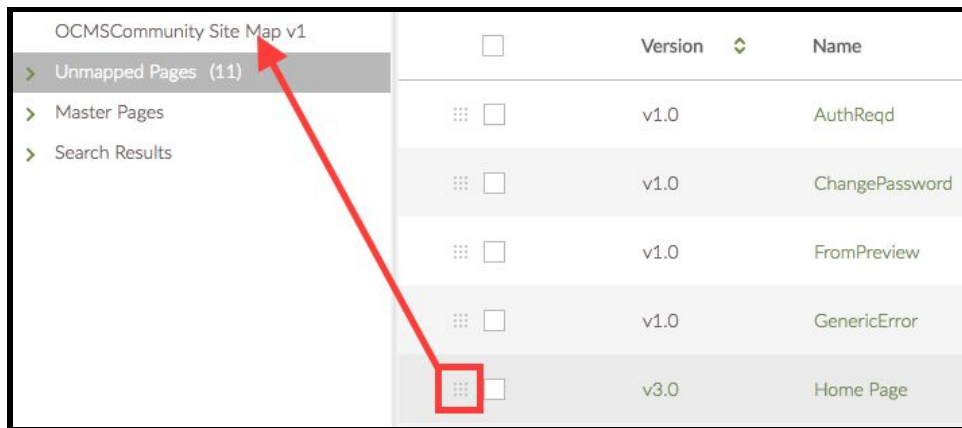 OCMSCommunity Site Map v1
Unmapped Pages (11)
Master Pages
Search Results
Version Name
v1.0 AuthReqd
v1.0 ChangePassword
v1.0 FromPreview
v1.0 GenericError
v3.0 Home Page